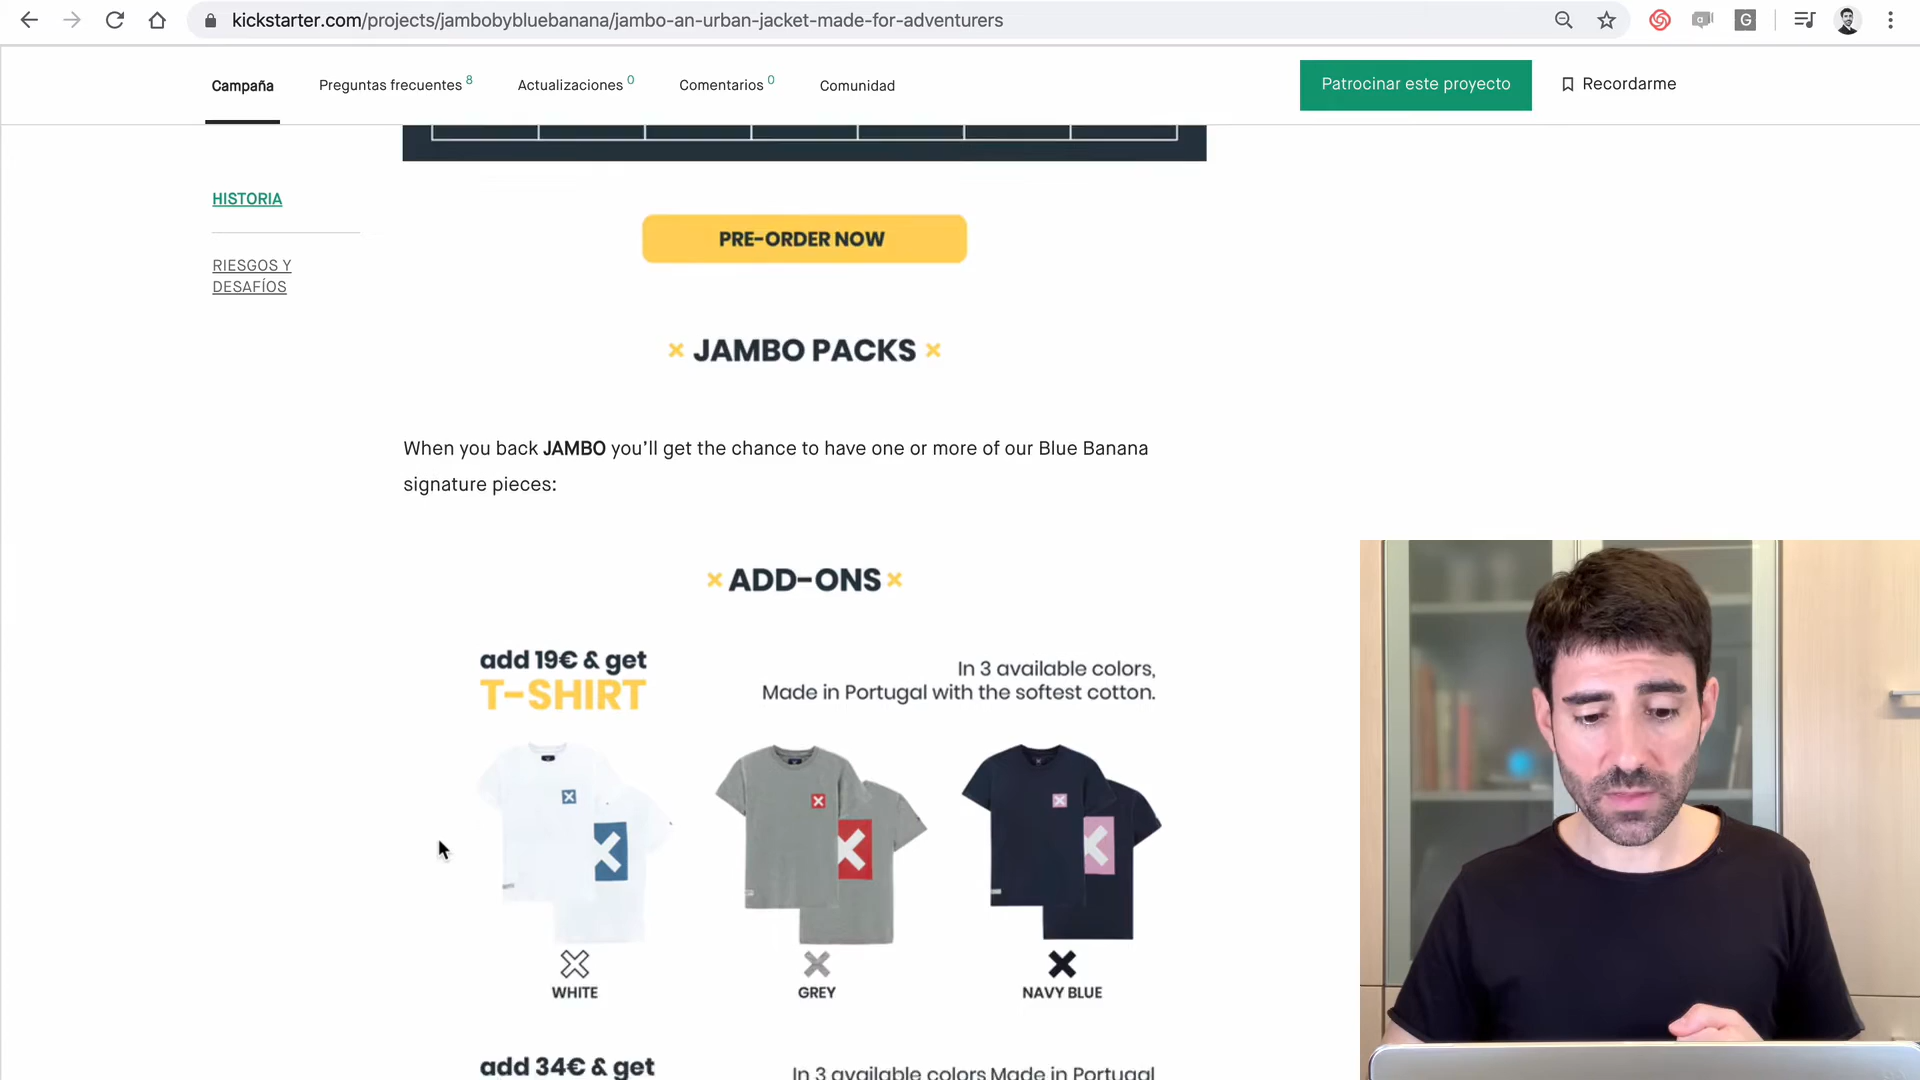 kickstarter.com/projects/jambobybluebanana/jambo-an-urban-jacket-made-for-adventurers
Campaña
Preguntas frecuentes 8
Actualizaciones 0
Comentarios 0
Comunidad
Patrocinar este proyecto
Recordarme
HISTORIA
RIESGOS Y
DESAFÍOS
PRE-ORDER NOW
JAMBO PACKS
When you back JAMBO you'll get the chance to have one or more of our Blue Banana
signature pieces:
ADD-ONS
add 19€ & get
T-SHIRT
In 3 available colors,
Made in Portugal with the softest cotton.
WHITE
GREY
NAVY BLUE
add 34€ & get
In 3 available colors Made in Portugal